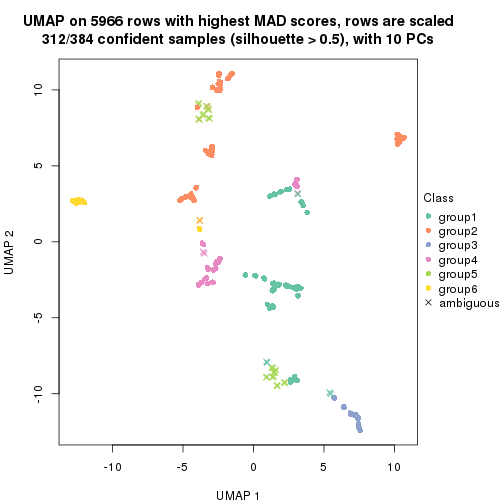 UMAP on 5966 rows with highest MAD scores, rows are scaled
312/384 confident samples (silhouette > 0.5), with 10 PCs
10
5
0
-5
-10
UMAP 2
-10
-5
0
5
10
UMAP 1
Class
group1
group2
group3
group4
group5
group6
ambiguous